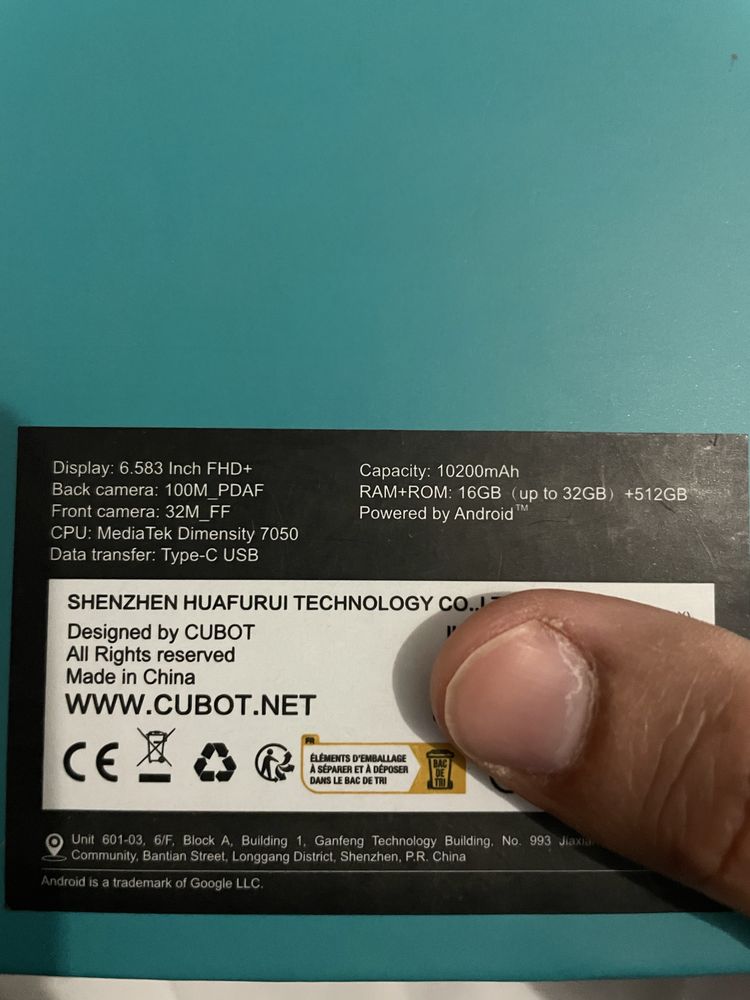 Display: 6.583 Inch FHD+
Back camera: 100M_PDAF
Front camera: 32M_FF
CPU: MediaTek Dimensity 7050
Data transfer: Type-C USB
Capacity: 10200mAh
RAM+ROM: 16GB（up to 32GB）+512GB
Powered by Android™
SHENZHEN HUAFURUI TECHNOLOGY CO.,
Designed by CUBOT
All Rights reserved
Made in China
WWW.CUBOT.NET
CE
FR
ÉLÉMENTS D'EMBALLAGE
À SÉPARER ET À DÉPOSER
DANS LE BAC DE TRI
BAC
DE
TRI
Unit 601-03, 6/F, Block A, Building 1, Ganfeng Technology Building, No. 993
Community, Bantian Street, Longgang District, Shenzhen, P.R. China
Android is a trademark of Google LLC.